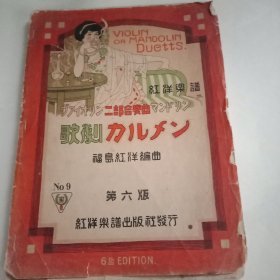 VIOLIN
OR MANDOLIN
Duetts.
紅洋樂譜
ヴァイオリン二部合奏曲マンドリン
歌劇カルメン
福島紅洋編曲
No 9
第六版
紅洋樂譜出版社發行
6th EDITION.